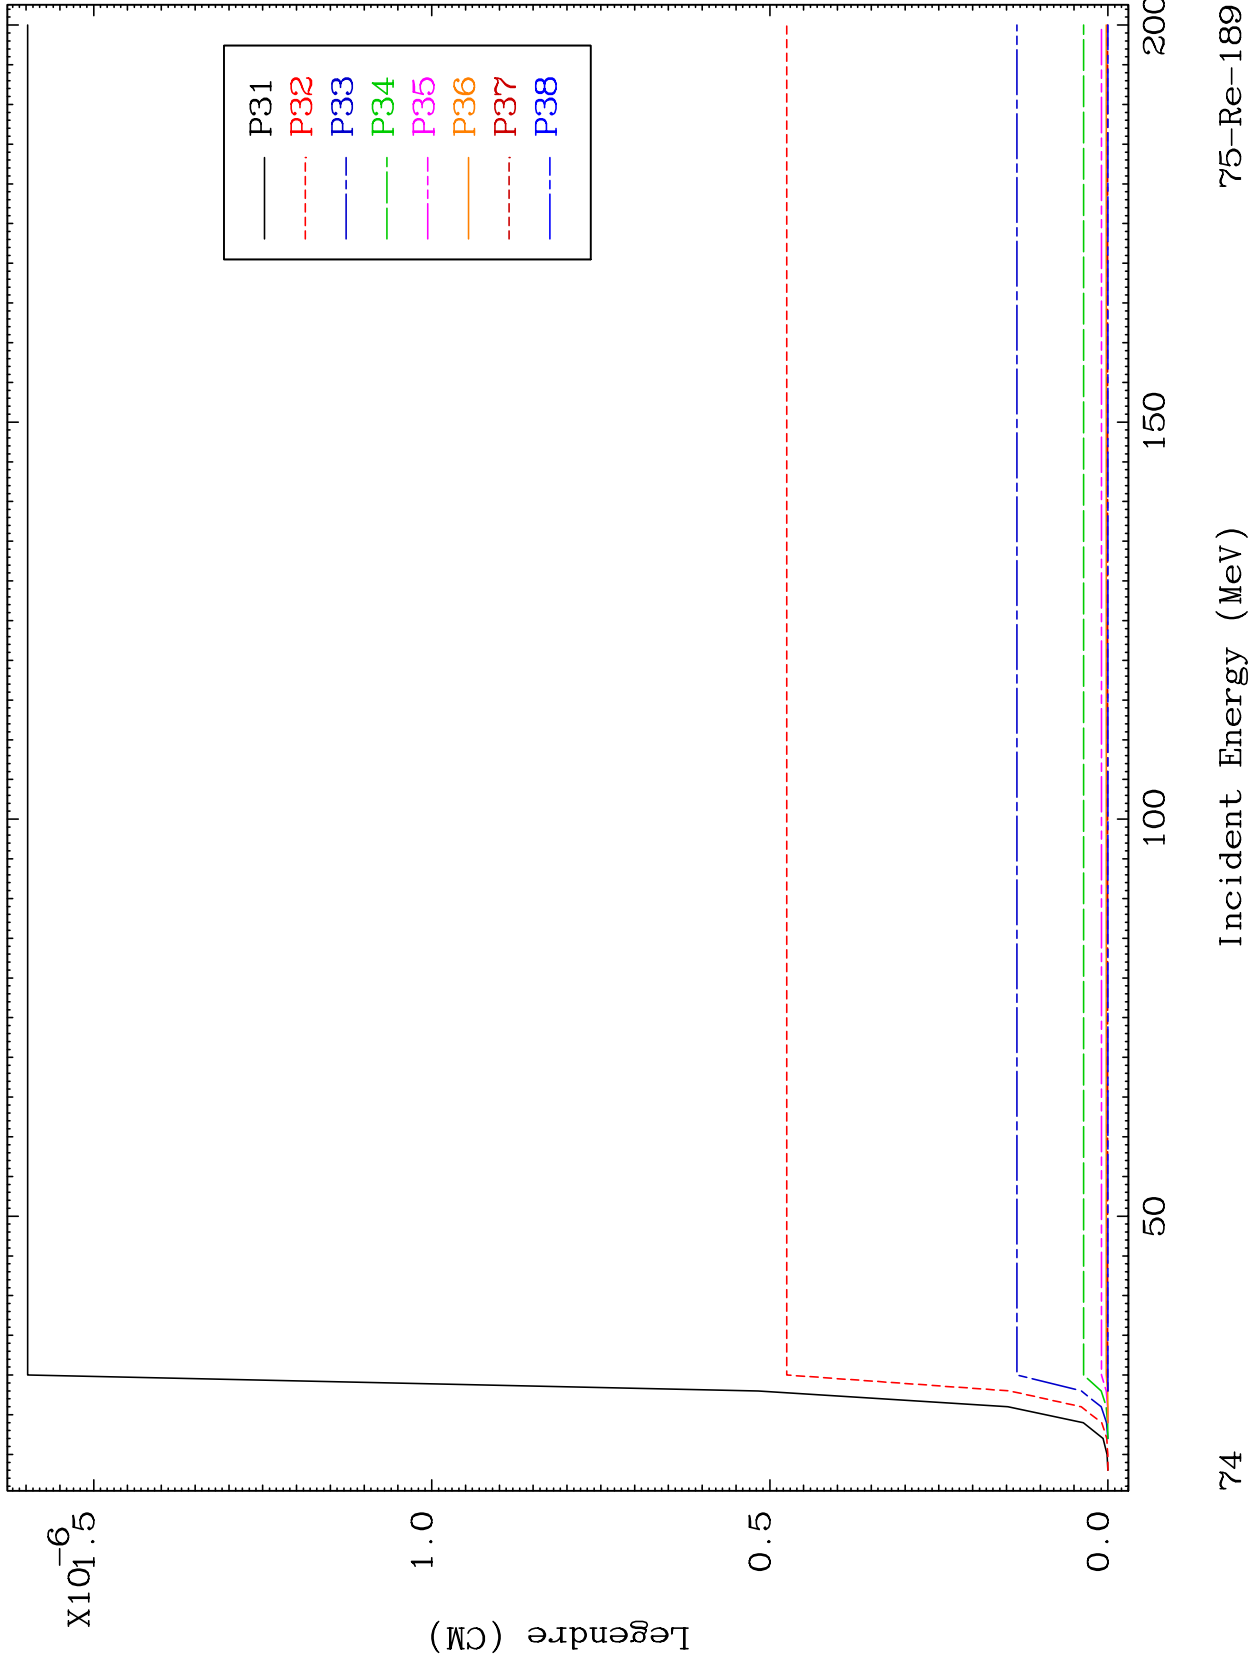 X10⁻⁶
1.5
1.0
0.5
0.0
Legendre (CM)
P31
P32
P33
P34
P35
P36
P37
P38
50
100
150
200
Incident Energy (MeV)
74
75-Re-189